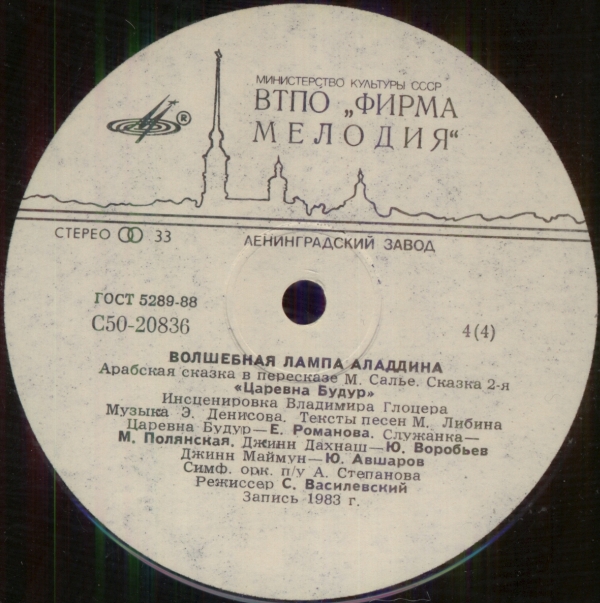 МИНИСТЕРСТВО КУЛЬТУРЫ СССР
ВТПО „ФИРМА
МЕЛОДИЯ“
®
СТЕРЕО 33
ЛЕНИНГРАДСКИЙ ЗАВОД
ГОСТ 5289-88
С50-20836
4(4)
ВОЛШЕБНАЯ ЛАМПА АЛАДДИНА
Арабская сказка в пересказе М. Салье. Сказка 2-я
«Царевна Будур»
Инсценировка Владимира Глоцера
Музыка Э. Денисова. Тексты песен М. Либина
Царевна Будур—Е. Романова. Служанка—
М. Полянская. Джинн Дахнаш—Ю. Воробьев
Джинн Маймун—Ю. Авшаров
Симф. орк. п/у А. Степанова
Режиссер С. Василевский
Запись 1983 г.